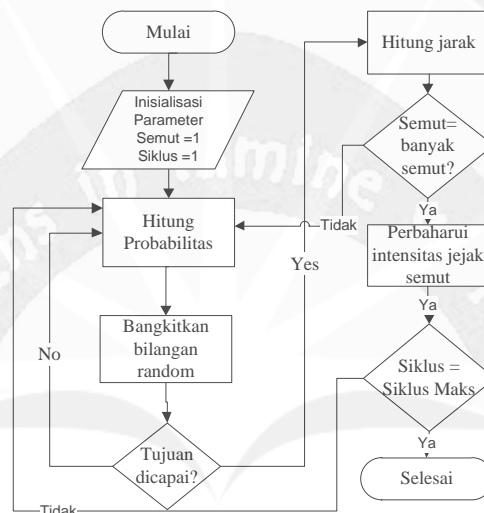 Mulai
Inisialisasi
Parameter
Semut =1
Siklus =1
Hitung
Probabilitas
Bangkitkan
bilangan
random
Tujuan
dicapai?
No
Tidak
Yes
Hitung jarak
Semut=
banyak
semut?
Tidak
Ya
Perbaharui
intensitas jejak
semut
Ya
Siklus =
Siklus Maks
Ya
Selesai